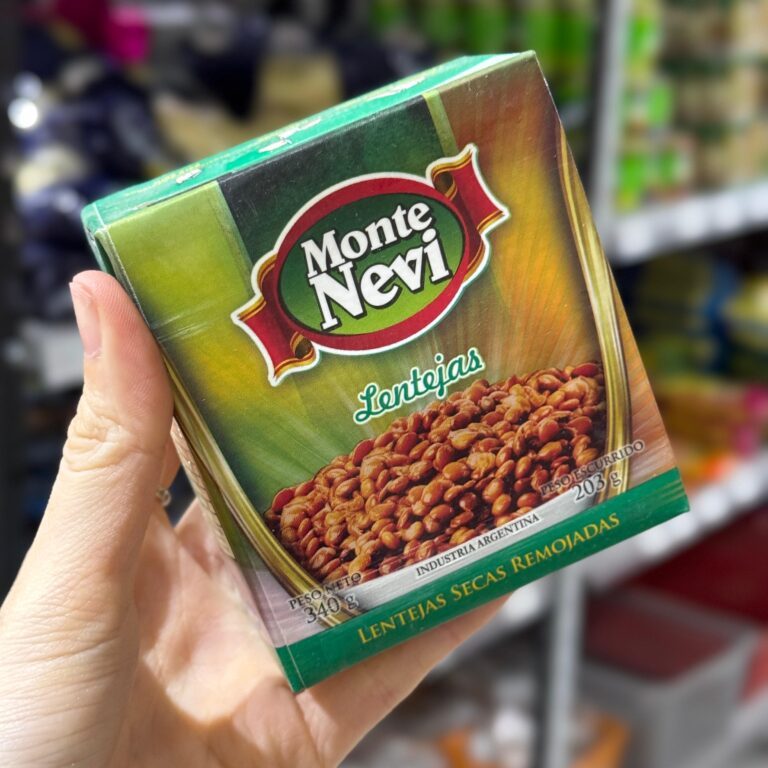 Monte
Nevi
Lentejas
PESO NETO
340 g
INDUSTRIA ARGENTINA
PESO ESCURRIDO
203 g
LENTEJAS SECAS REMOJADAS